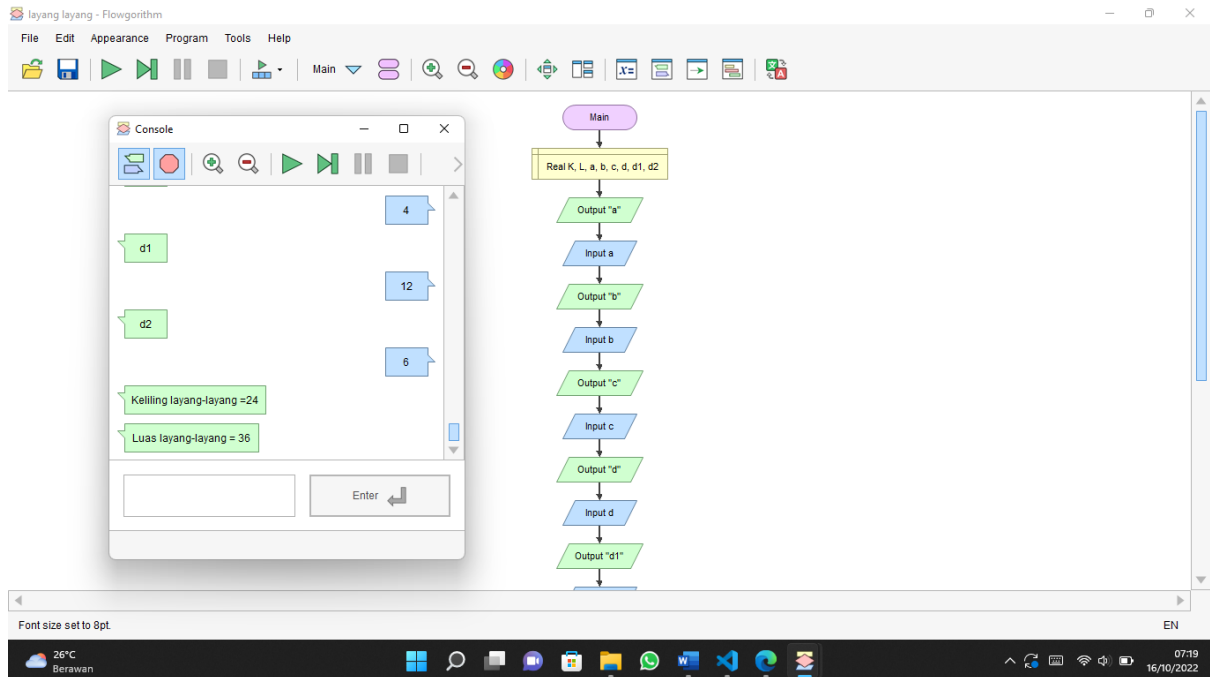 layang layang - Flowgorithm
File Edit Appearance Program Tools Help
Main
Console
4
d1
12
d2
6
Keliling layang-layang =24
Luas layang-layang = 36
Enter
Main
Real K, L, a, b, c, d, d1, d2
Output "a"
Input a
Output "b"
Input b
Output "c"
Input c
Output "d"
Input d
Output "d1"
Font size set to 8pt.
EN
26°C
Berawan
07:19
16/10/2022